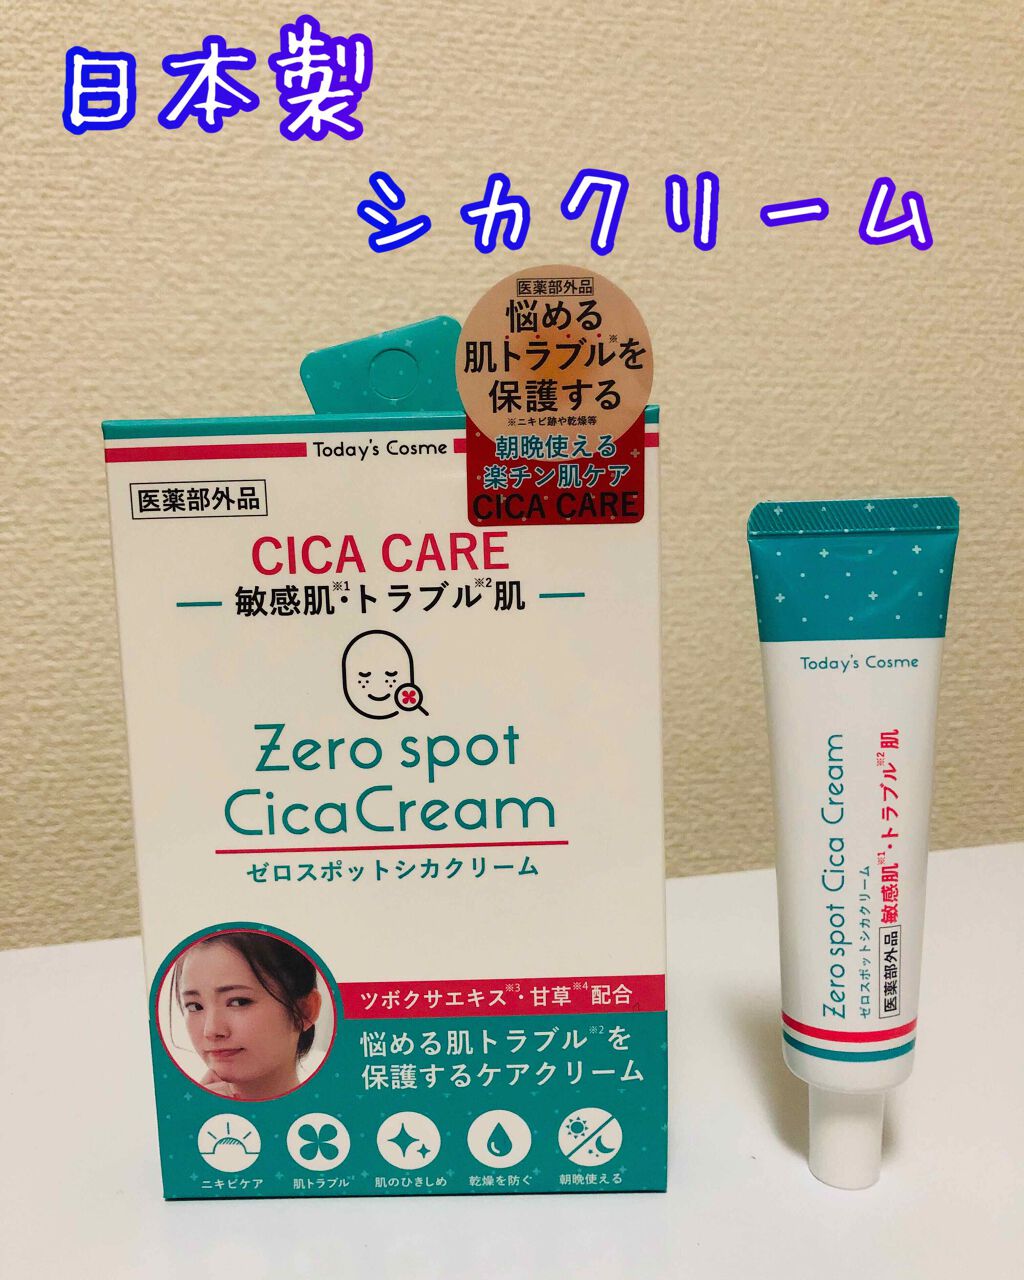 日本製
シカクリーム
医薬部外品
悩める
肌トラブル※を
保護する
※ニキビ跡や乾燥等
朝晩使える
楽チン肌ケア
CICA CARE
Today's Cosme
医薬部外品
CICA CARE
敏感肌※1・トラブル※2肌
Zero spot
Cica Cream
ゼロスポットシカクリーム
ツボクサエキス※3・甘草※4配合
悩める肌トラブル※2を
保護するケアクリーム
ニキビケア
肌トラブル
肌のひきしめ
乾燥を防ぐ
朝晩使える
Today's Cosme
Zero spot Cica Cream
ゼロスポットシカクリーム
医薬部外品 敏感肌※1・トラブル※2肌